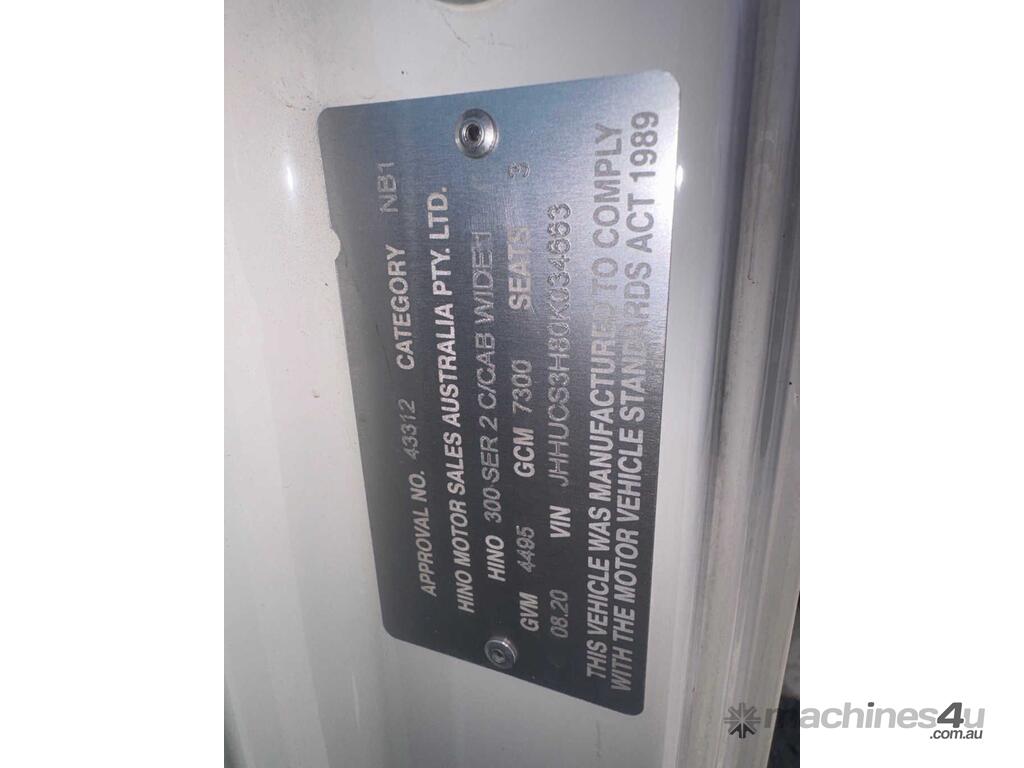 APPROVAL NO. 43312 CATEGORY NB1
HINO MOTOR SALES AUSTRALIA PTY. LTD.
HINO 300-SER 2 C/CAB WIDE 1
GVM 4495 GCM 7300 SEATS 3
08.20 VIN JHHUCS3H80K034663
THIS VEHICLE WAS MANUFACTURED TO COMPLY
WITH THE MOTOR VEHICLE STANDARDS ACT 1989
machines4u
.com.au